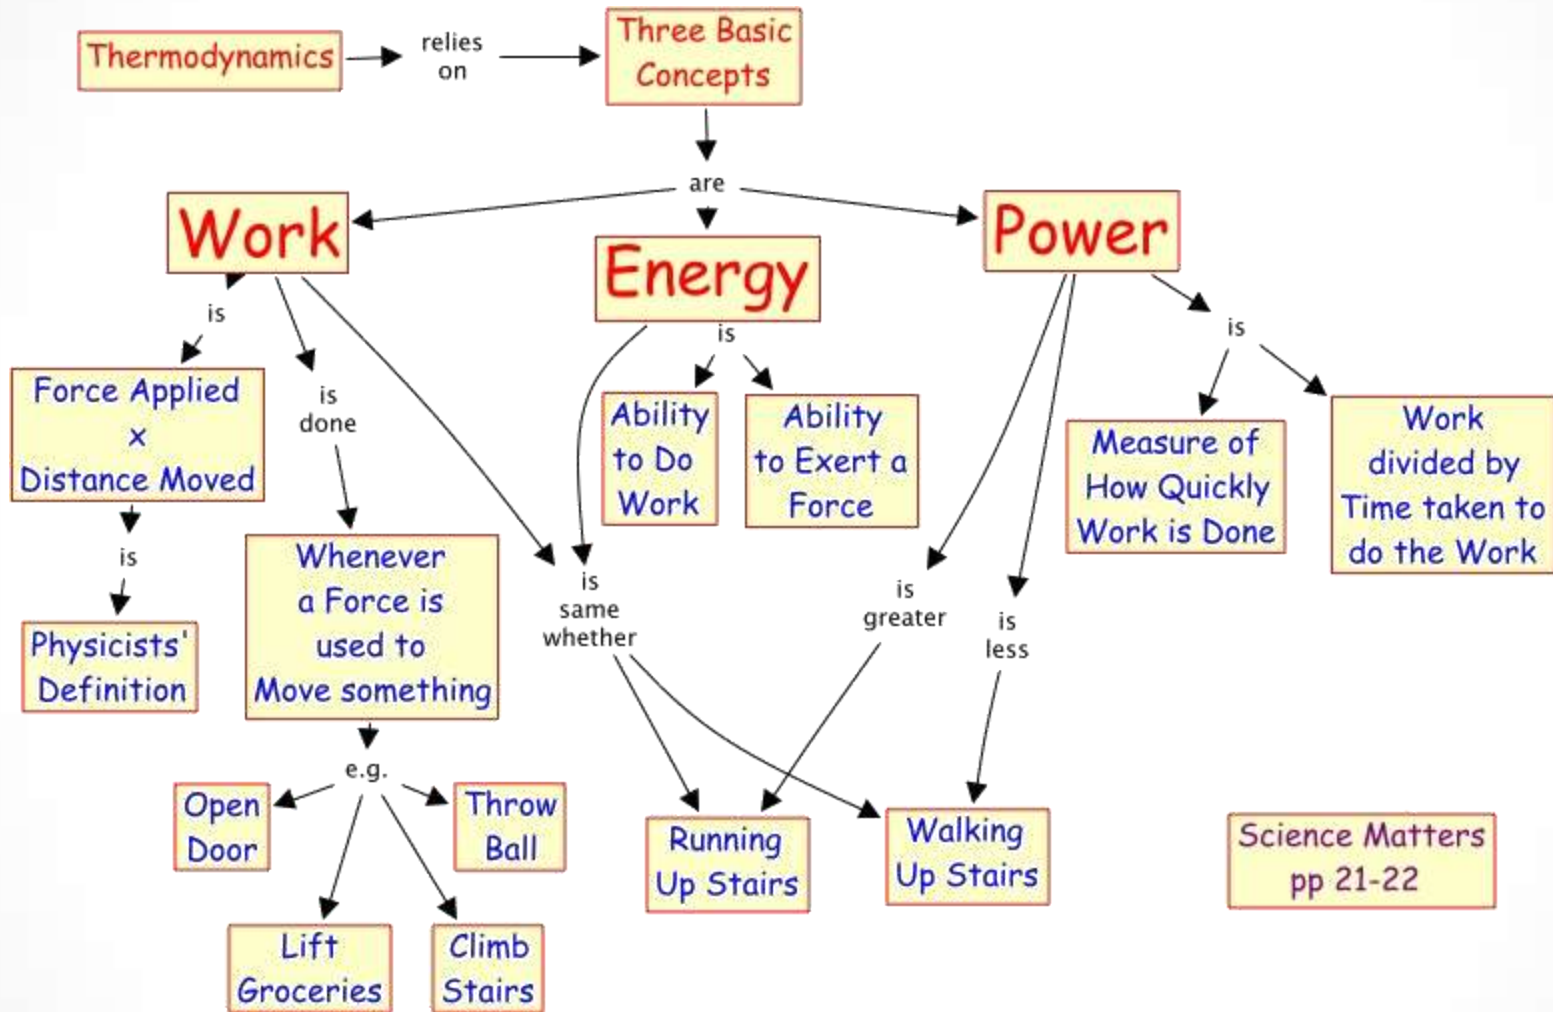 Thermodynamics
relies
on
Three Basic
Concepts
are
Work
Energy
Power
is
Force Applied
x
Distance Moved
is
Physicists'
Definition
is
done
Whenever
a Force is
used to
Move something
e.g.
Open
Door
Throw
Ball
Lift
Groceries
Climb
Stairs
is
Ability
to Do
Work
Ability
to Exert a
Force
is
same
whether
is
greater
is
less
Running
Up Stairs
Walking
Up Stairs
is
Measure of
How Quickly
Work is Done
Work
divided by
Time taken to
do the Work
Science Matters
pp 21-22